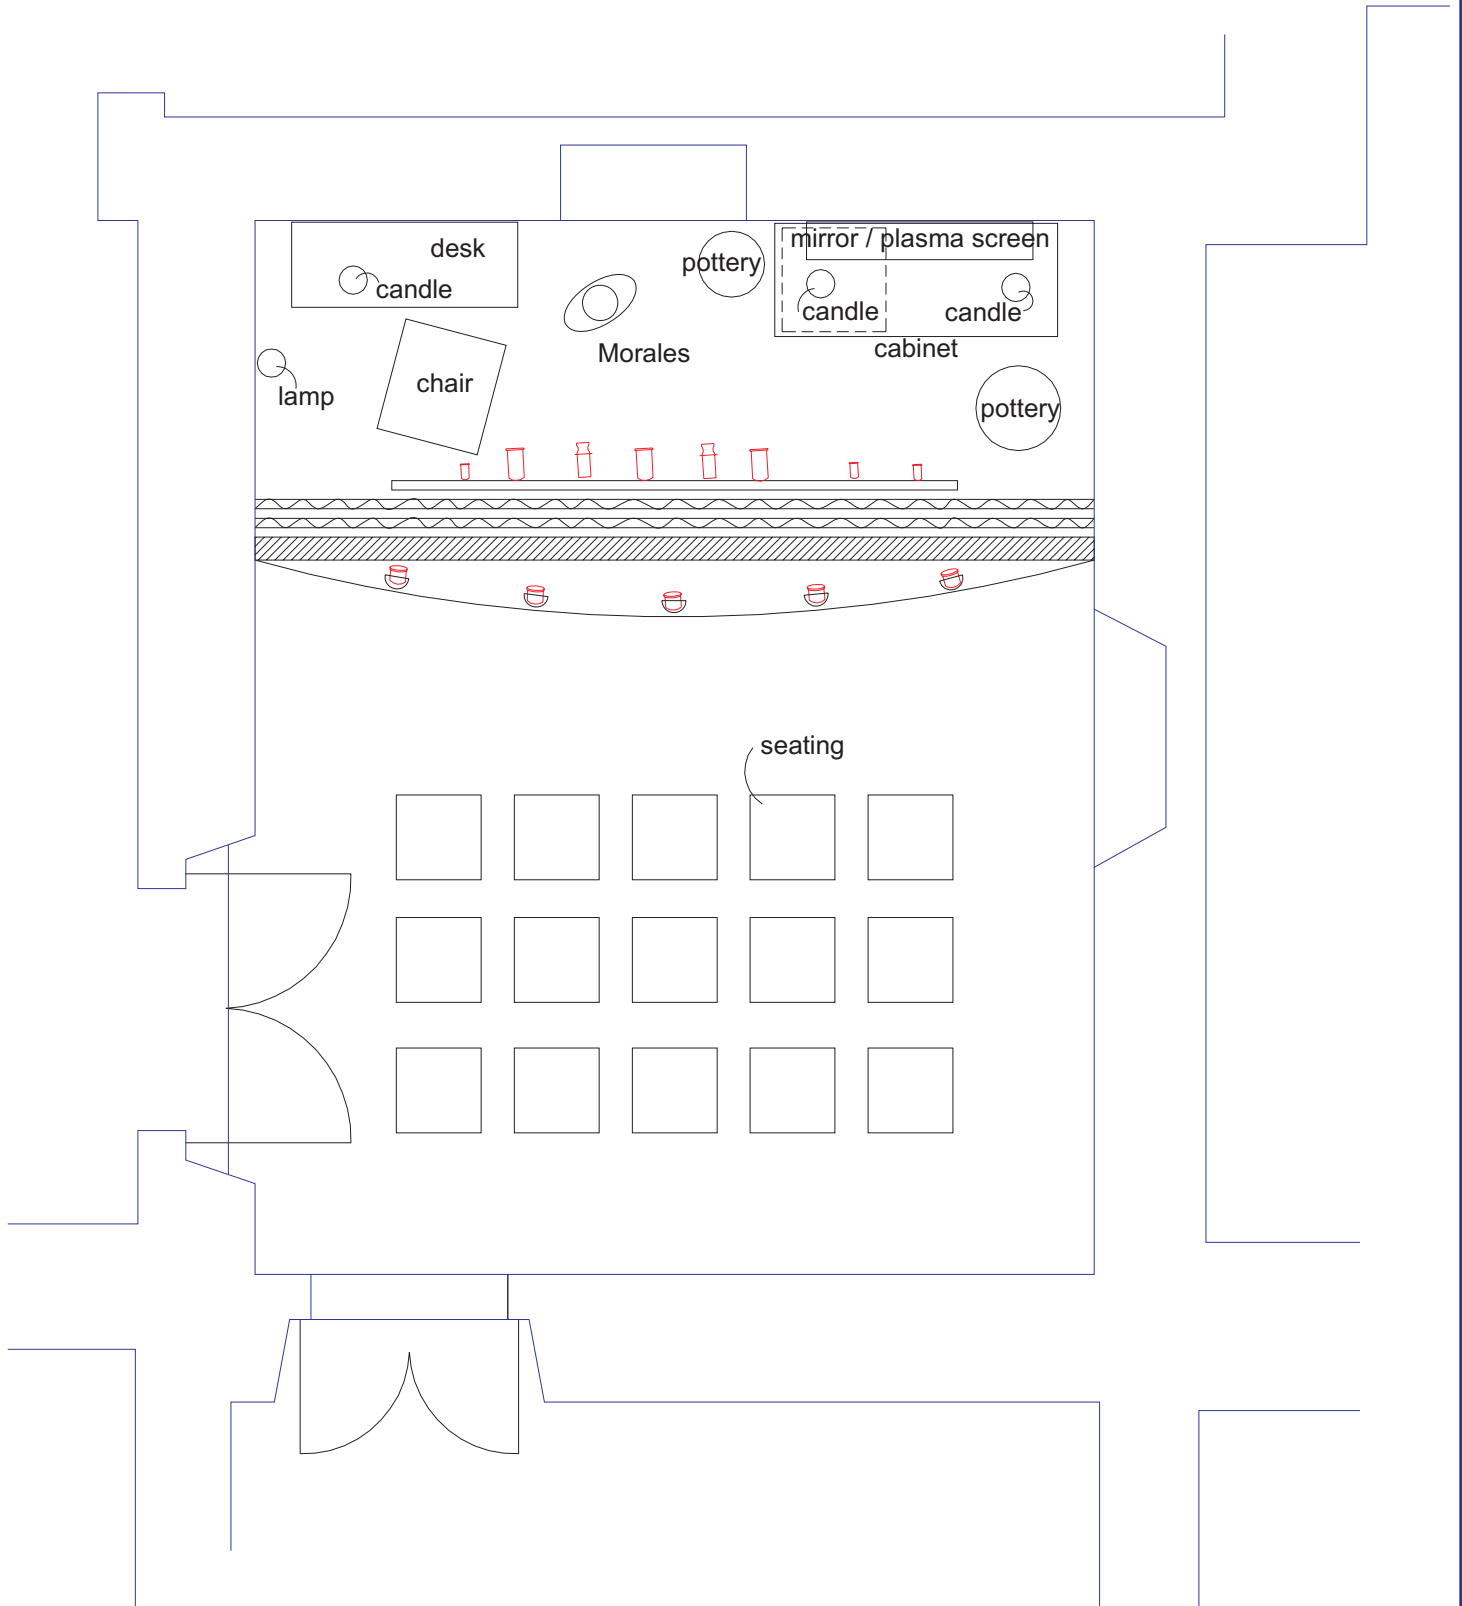 desk
mirror / plasma screen
pottery
candle
candle
candle
cabinet
Morales
chair
lamp
pottery
seating